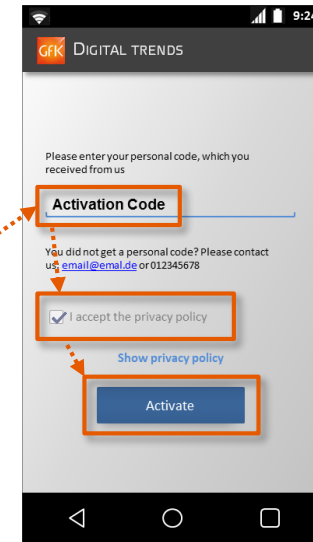 9:24
GfK DIGITAL TRENDS
Please enter your personal code, which you
received from us
Activation Code
You did not get a personal code? Please contact
us: email@emal.de or 012345678
I accept the privacy policy
Show privacy policy
Activate